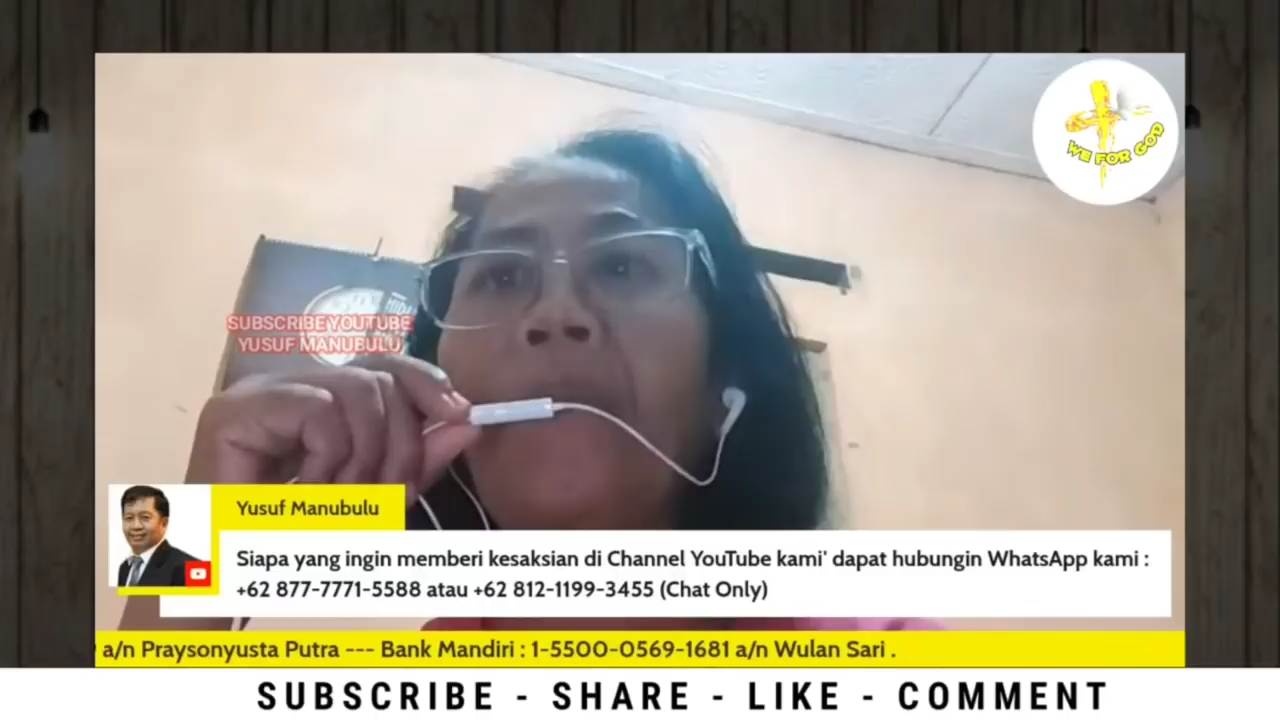 WE FOR GOD
SUBSCRIBE YOUTUBE
YUSUF MANUBULU
Yusuf Manubulu
Siapa yang ingin memberi kesaksian di Channel YouTube kami' dapat hubungin WhatsApp kami :
+62 877-7771-5588 atau +62 812-1199-3455 (Chat Only)
a/n Praysonyusta Putra --- Bank Mandiri : 1-5500-0569-1681 a/n Wulan Sari .
SUBSCRIBE - SHARE - LIKE - COMMENT